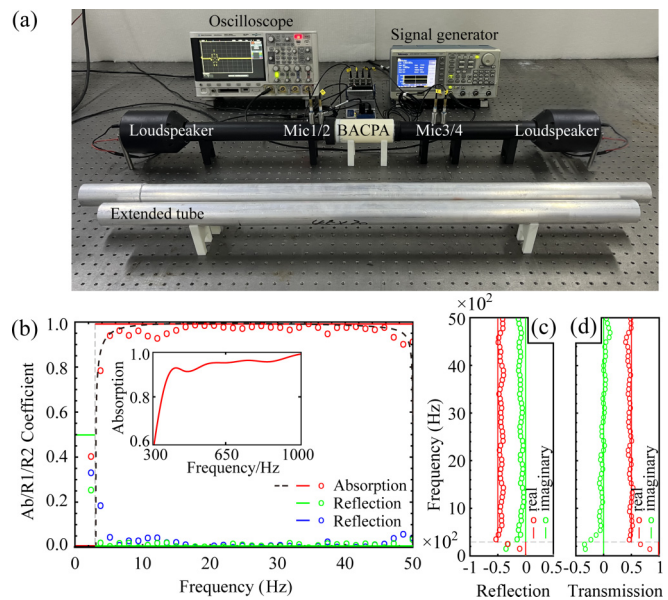 (a)
Oscilloscope
Signal generator
Loudspeaker
Mic1/2
BACPA
Mic3/4
Loudspeaker
Extended tube
(b)
Ab/R1/R2 Coefficient
1.0
0.8
0.6
0.4
0.2
0.0
0
10
20
30
40
50
Frequency (Hz)
Absorption
1.0
0.8
0.6
300
650
1000
Frequency/Hz
Absorption
Reflection
Reflection
×10²
Frequency (Hz)
50
40
30
20
10
×10²
(c)
real
imaginary
-1
-0.5
0
0.5
Reflection
(d)
real
imaginary
-0.5
0
0.5
1
Transmission